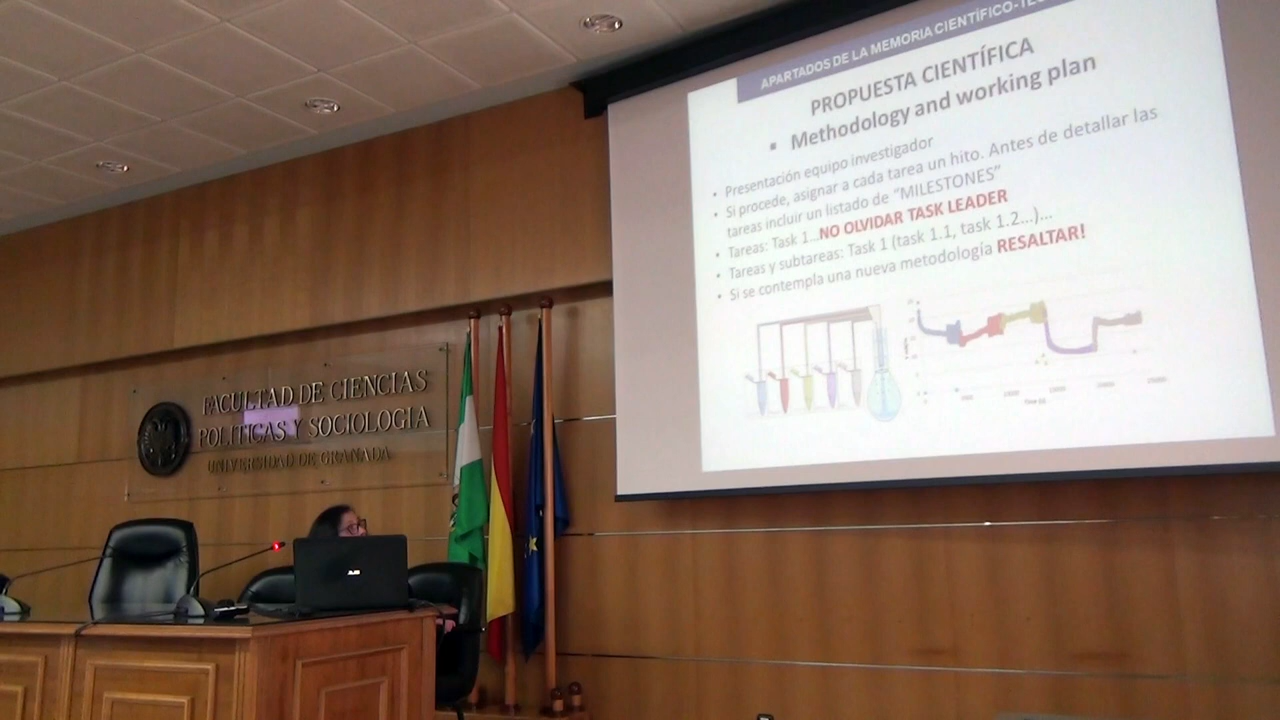 APARTADOS DE LA MEMORIA CIENTÍFICO-
PROPUESTA CIENTÍFICA
▪ Methodology and working plan
• Presentación equipo investigador
• Si procede, asignar a cada tarea un hito. Antes de detallar las
tareas incluir un listado de “MILESTONES”
• Tareas: Task 1...NO OLVIDAR TASK LEADER
• Tareas y subtareas: Task 1 (task 1.1, task 1.2...)...
• Si se contempla una nueva metodología RESALTAR!
FACULTAD DE CIENCIAS
POLITICAS Y SOCIOLOGIA
UNIVERSIDAD DE GRANADA